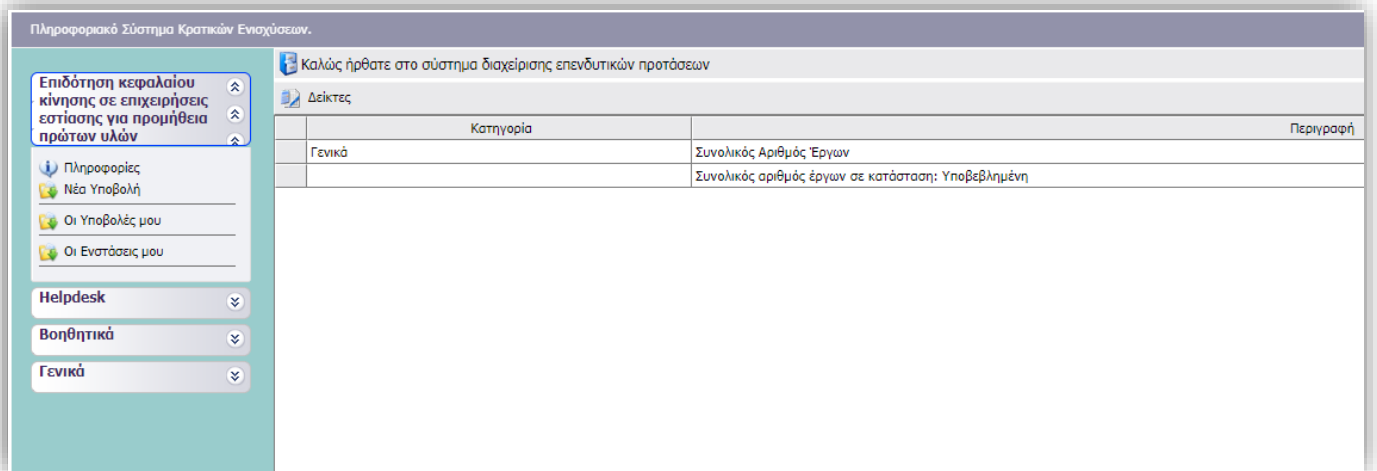 Πληροφοριακό Σύστημα Κρατικών Ενισχύσεων.
Επιδότηση κεφαλαίου
κίνησης σε επιχειρήσεις
εστίασης για προμήθεια
πρώτων υλών
Πληροφορίες
Νέα Υποβολή
Οι Υποβολές μου
Οι Ενστάσεις μου
Helpdesk
Βοηθητικά
Γενικά
Καλώς ήρθατε στο σύστημα διαχείρισης επενδυτικών προτάσεων
Δείκτες
Κατηγορία Περιγραφή
Γενικά Συνολικός Αριθμός Έργων
Συνολικός αριθμός έργων σε κατάσταση: Υποβεβλημένη